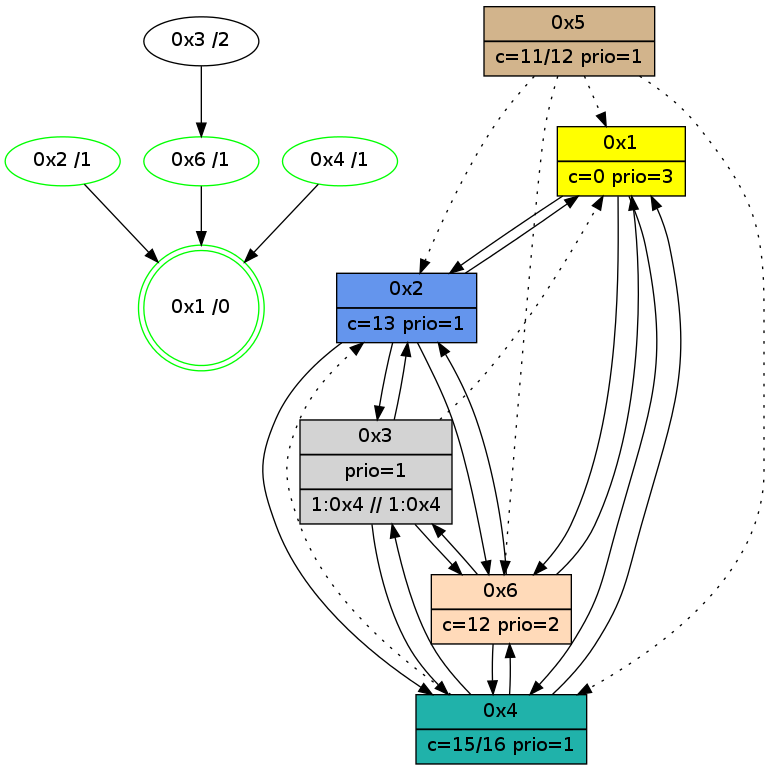 0x3 /2
0x2 /1
0x6 /1
0x4 /1
0x1 /0
0x5
c=11/12 prio=1
0x1
c=0 prio=3
0x2
c=13 prio=1
0x3
prio=1
1:0x4 // 1:0x4
0x6
c=12 prio=2
0x4
c=15/16 prio=1